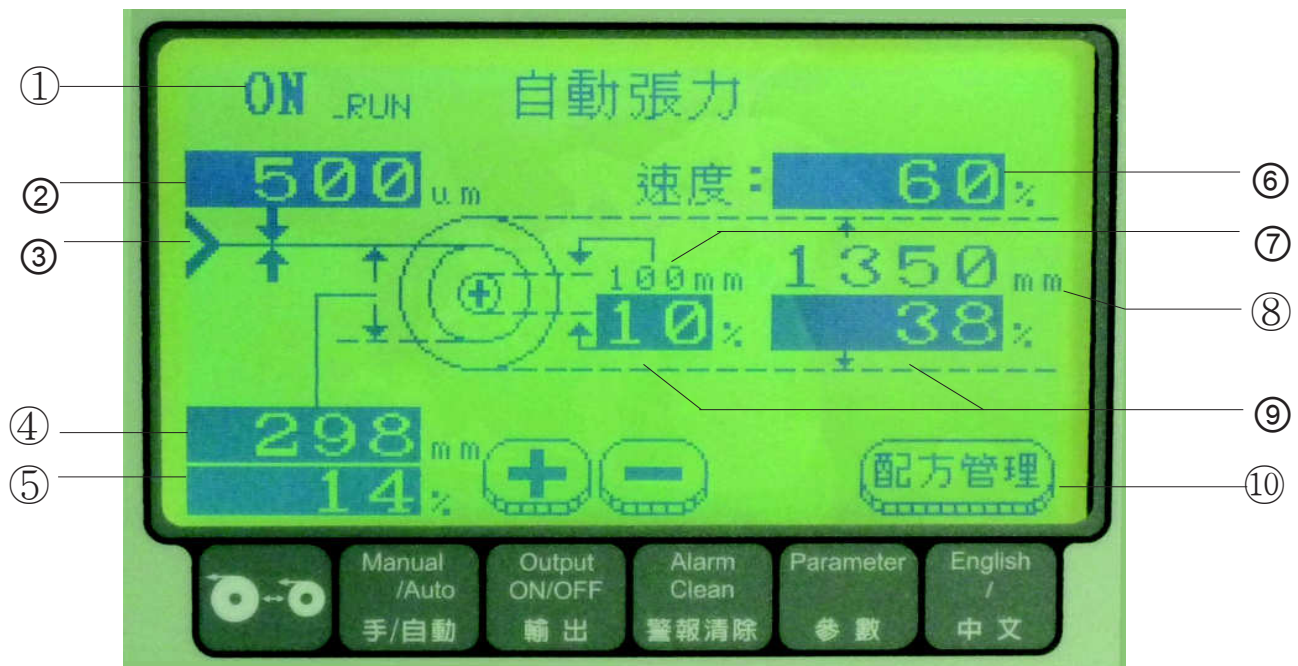 ① ON _RUN 自動張力
② 500 um 速度： 60 % ⑥
③
100mm ⑦
1350 mm ⑧
10 % 38 %
⑨
④ 298 mm
⑤ 14 %
+ −
配方管理 ⑩
Manual
/Auto
手/自動
Output
ON/OFF
輸出
Alarm
Clean
警報清除
Parameter
參數
English
/
中文